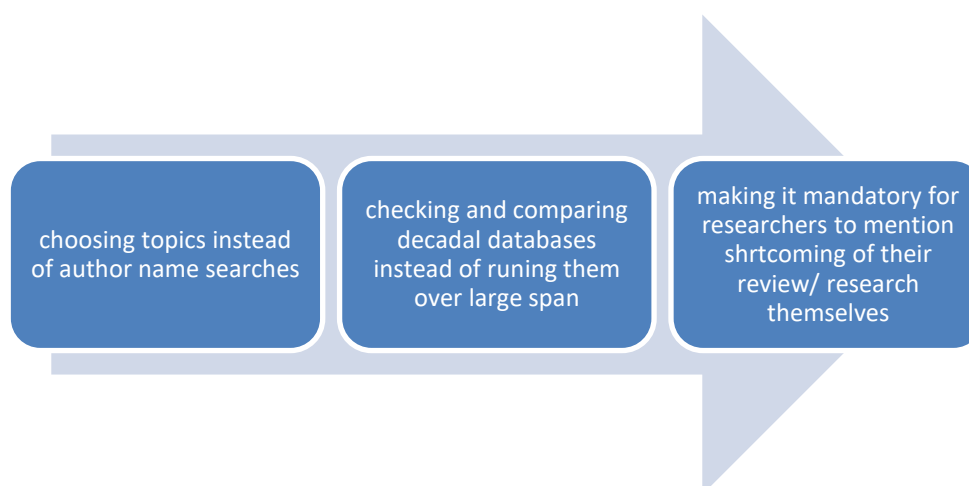 choosing topics instead
of author name searches
checking and comparing
decadal databases
instead of runing them
over large span
making it mandatory for
researchers to mention
shrtcoming of their
review/ research
themselves